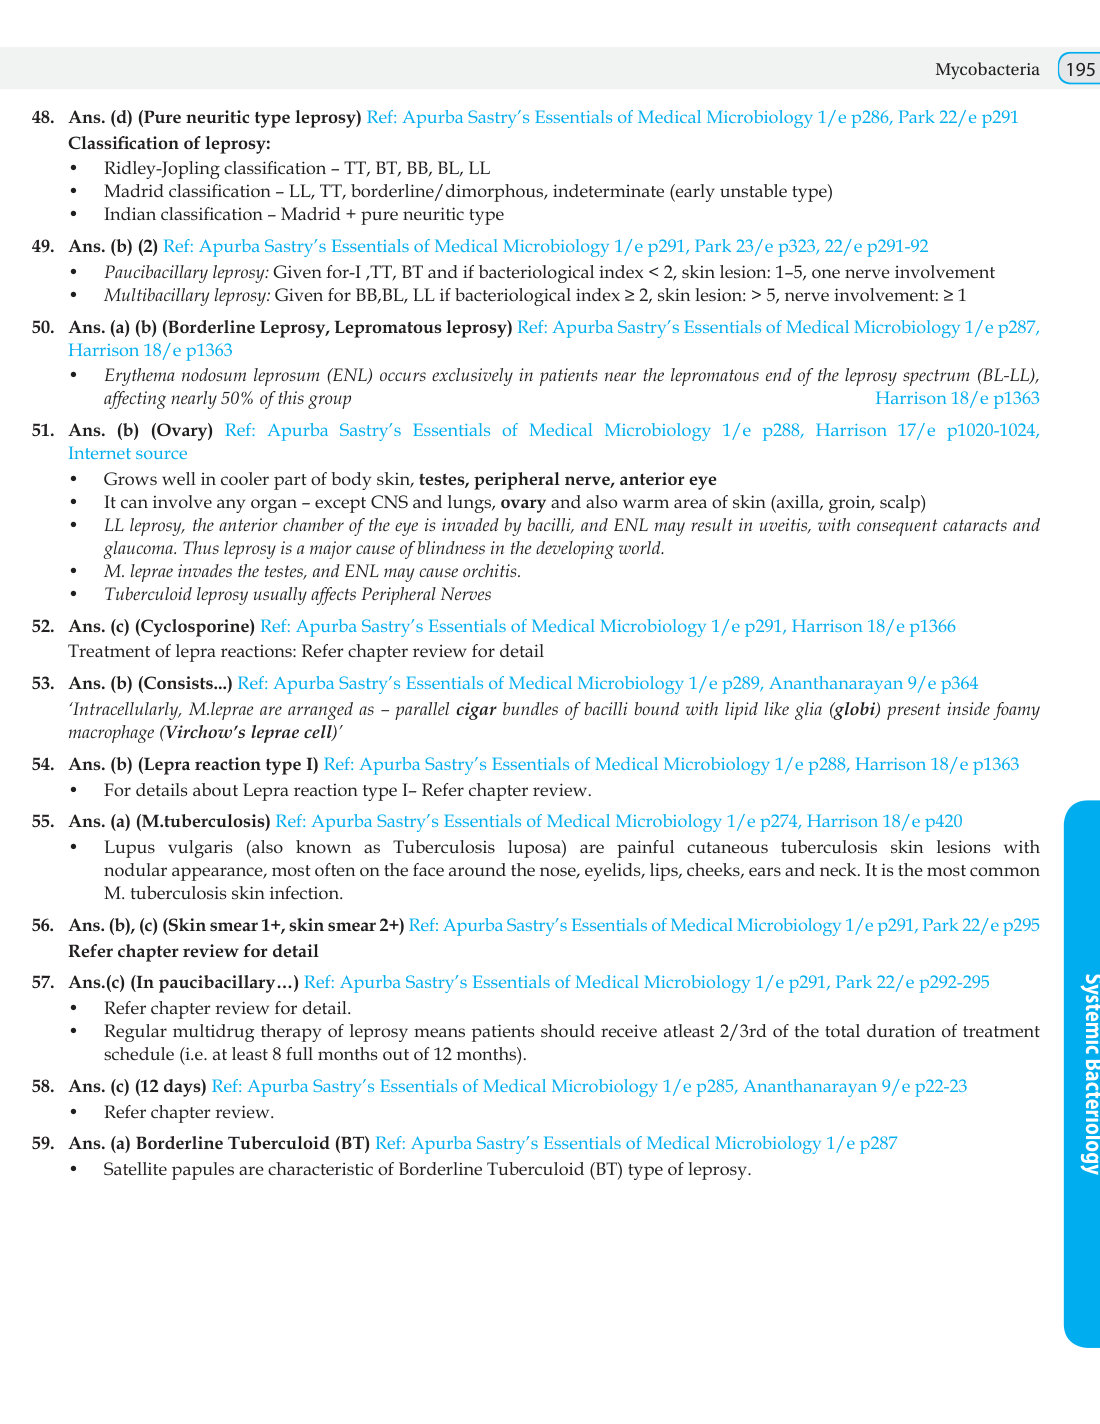 Mycobacteria 195
48. Ans. (d) (Pure neuritic type leprosy) Ref: Apurba Sastry's Essentials of Medical Microbiology 1/e p286, Park 22/e p291
Classification of leprosy:
• Ridley-Jopling classification – TT, BT, BB, BL, LL
• Madrid classification – LL, TT, borderline/dimorphous, indeterminate (early unstable type)
• Indian classification – Madrid + pure neuritic type
49. Ans. (b) (2) Ref: Apurba Sastry's Essentials of Medical Microbiology 1/e p291, Park 23/e p323, 22/e p291-92
• Paucibacillary leprosy: Given for-I ,TT, BT and if bacteriological index < 2, skin lesion: 1–5, one nerve involvement
• Multibacillary leprosy: Given for BB,BL, LL if bacteriological index ≥ 2, skin lesion: > 5, nerve involvement: ≥ 1
50. Ans. (a) (b) (Borderline Leprosy, Lepromatous leprosy) Ref: Apurba Sastry's Essentials of Medical Microbiology 1/e p287,
Harrison 18/e p1363
• Erythema nodosum leprosum (ENL) occurs exclusively in patients near the lepromatous end of the leprosy spectrum (BL-LL),
affecting nearly 50% of this group Harrison 18/e p1363
51. Ans. (b) (Ovary) Ref: Apurba Sastry's Essentials of Medical Microbiology 1/e p288, Harrison 17/e p1020-1024,
Internet source
• Grows well in cooler part of body skin, testes, peripheral nerve, anterior eye
• It can involve any organ – except CNS and lungs, ovary and also warm area of skin (axilla, groin, scalp)
• LL leprosy, the anterior chamber of the eye is invaded by bacilli, and ENL may result in uveitis, with consequent cataracts and
glaucoma. Thus leprosy is a major cause of blindness in the developing world.
• M. leprae invades the testes, and ENL may cause orchitis.
• Tuberculoid leprosy usually affects Peripheral Nerves
52. Ans. (c) (Cyclosporine) Ref: Apurba Sastry's Essentials of Medical Microbiology 1/e p291, Harrison 18/e p1366
Treatment of lepra reactions: Refer chapter review for detail
53. Ans. (b) (Consists...) Ref: Apurba Sastry's Essentials of Medical Microbiology 1/e p289, Ananthanarayan 9/e p364
'Intracellularly, M.leprae are arranged as – parallel cigar bundles of bacilli bound with lipid like glia (globi) present inside foamy
macrophage (Virchow's leprae cell)'
54. Ans. (b) (Lepra reaction type I) Ref: Apurba Sastry's Essentials of Medical Microbiology 1/e p288, Harrison 18/e p1363
• For details about Lepra reaction type I– Refer chapter review.
55. Ans. (a) (M.tuberculosis) Ref: Apurba Sastry's Essentials of Medical Microbiology 1/e p274, Harrison 18/e p420
• Lupus vulgaris (also known as Tuberculosis luposa) are painful cutaneous tuberculosis skin lesions with
nodular appearance, most often on the face around the nose, eyelids, lips, cheeks, ears and neck. It is the most common
M. tuberculosis skin infection.
56. Ans. (b), (c) (Skin smear 1+, skin smear 2+) Ref: Apurba Sastry's Essentials of Medical Microbiology 1/e p291, Park 22/e p295
Refer chapter review for detail
57. Ans.(c) (In paucibacillary…) Ref: Apurba Sastry's Essentials of Medical Microbiology 1/e p291, Park 22/e p292-295
• Refer chapter review for detail.
• Regular multidrug therapy of leprosy means patients should receive atleast 2/3rd of the total duration of treatment
schedule (i.e. at least 8 full months out of 12 months).
58. Ans. (c) (12 days) Ref: Apurba Sastry's Essentials of Medical Microbiology 1/e p285, Ananthanarayan 9/e p22-23
• Refer chapter review.
59. Ans. (a) Borderline Tuberculoid (BT) Ref: Apurba Sastry's Essentials of Medical Microbiology 1/e p287
• Satellite papules are characteristic of Borderline Tuberculoid (BT) type of leprosy.
Systemic Bacteriology